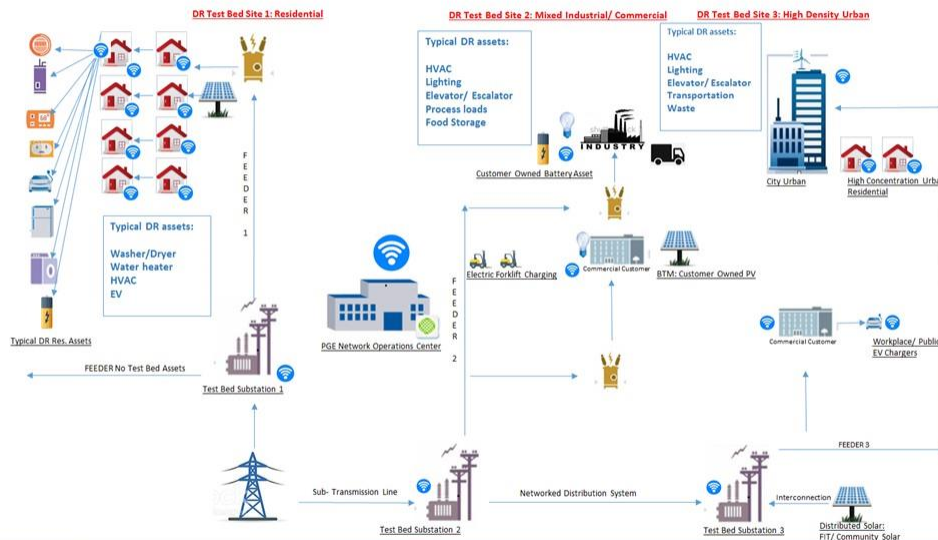 DR Test Bed Site 1: Residential
DR Test Bed Site 2: Mixed Industrial/ Commercial
DR Test Bed Site 3: High Density Urban
Typical DR assets:
HVAC
Lighting
Elevator/ Escalator
Process loads
Food Storage
Typical DR assets:
HVAC
Lighting
Elevator/ Escalator
Transportation
Waste
INDUSTRY
Customer Owned Battery Asset
City Urban
High Concentration Urba
Residential
FEEDER 1
Typical DR assets:
Washer/Dryer
Water heater
HVAC
EV
Electric Forklift Charging
Commercial Customer
BTM: Customer Owned PV
FEEDER 2
PGE Network Operations Center
Typical DR Res. Assets
Commercial Customer
Workplace/ Public
EV Chargers
FEEDER No Test Bed Assets
Test Bed Substation 1
FEEDER 3
Sub- Transmission Line
Networked Distribution System
Interconnection
Test Bed Substation 2
Test Bed Substation 3
Distributed Solar:
FIT/ Community Solar